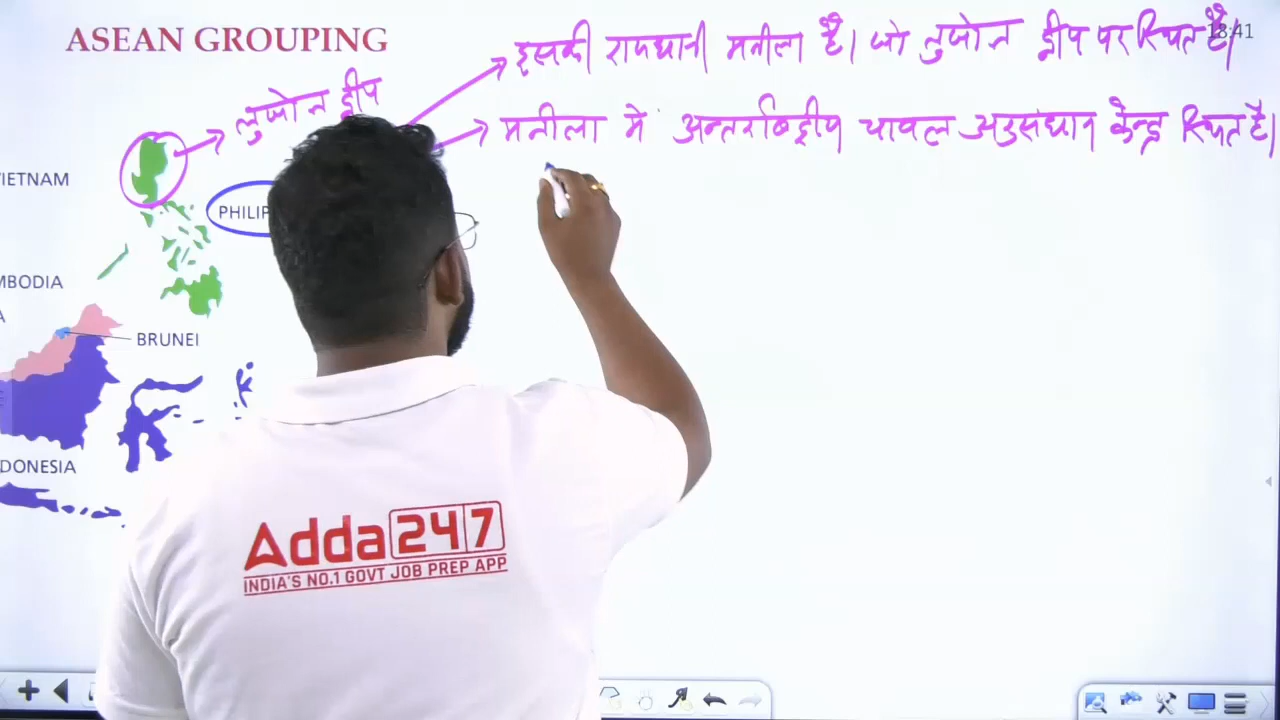 ASEAN GROUPING
18:41
इसकी राजधानी मनीला है। जो लुजोन द्वीप पर स्थित है।
लुजोन द्वीप
मनीला मे अन्तर्राष्ट्रीय चावल अनुसंधान केन्द्र स्थित है।
VIETNAM
PHILIP
MBODIA
A
BRUNEI
DONESIA
Adda247
INDIA'S NO.1 GOVT JOB PREP APP